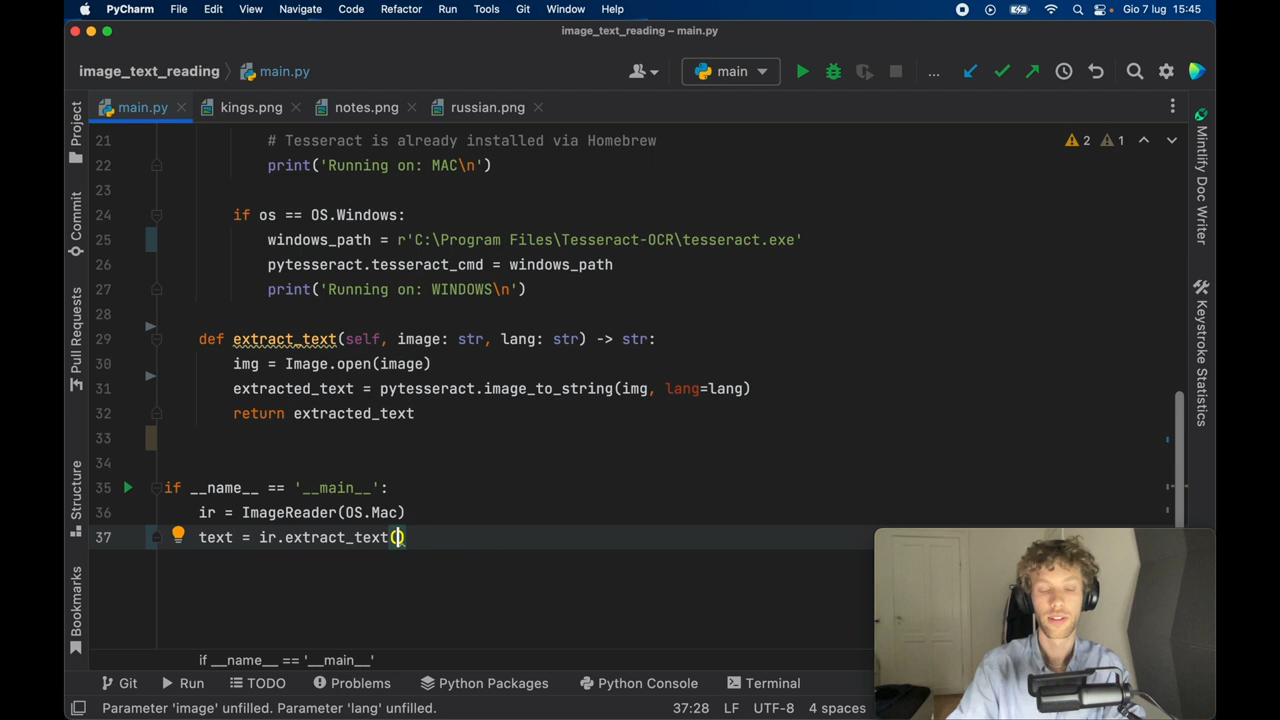 PyCharm File Edit View Navigate Code Refactor Run Tools Git Window Help Gio 7 lug 15:45
image_text_reading – main.py
image_text_reading main.py main ...
main.py kings.png notes.png russian.png
Project
Commit
Pull Requests
Structure
Bookmarks
21 # Tesseract is already installed via Homebrew
2 1
22 print('Running on: MAC\n')
23
24 if os == OS.Windows:
25 windows_path = r'C:\Program Files\Tesseract-OCR\tesseract.exe'
26 pytesseract.tesseract_cmd = windows_path
27 print('Running on: WINDOWS\n')
28
29 def extract_text(self, image: str, lang: str) -> str:
30 img = Image.open(image)
31 extracted_text = pytesseract.image_to_string(img, lang=lang)
32 return extracted_text
33
34
35 if __name__ == '__main__':
36 ir = ImageReader(OS.Mac)
37 text = ir.extract_text()
Mintlify Doc Writer
Keystroke Statistics
if __name__ == '__main__'
Git Run TODO Problems Python Packages Python Console Terminal
Parameter 'image' unfilled. Parameter 'lang' unfilled. 37:28 LF UTF-8 4 spaces